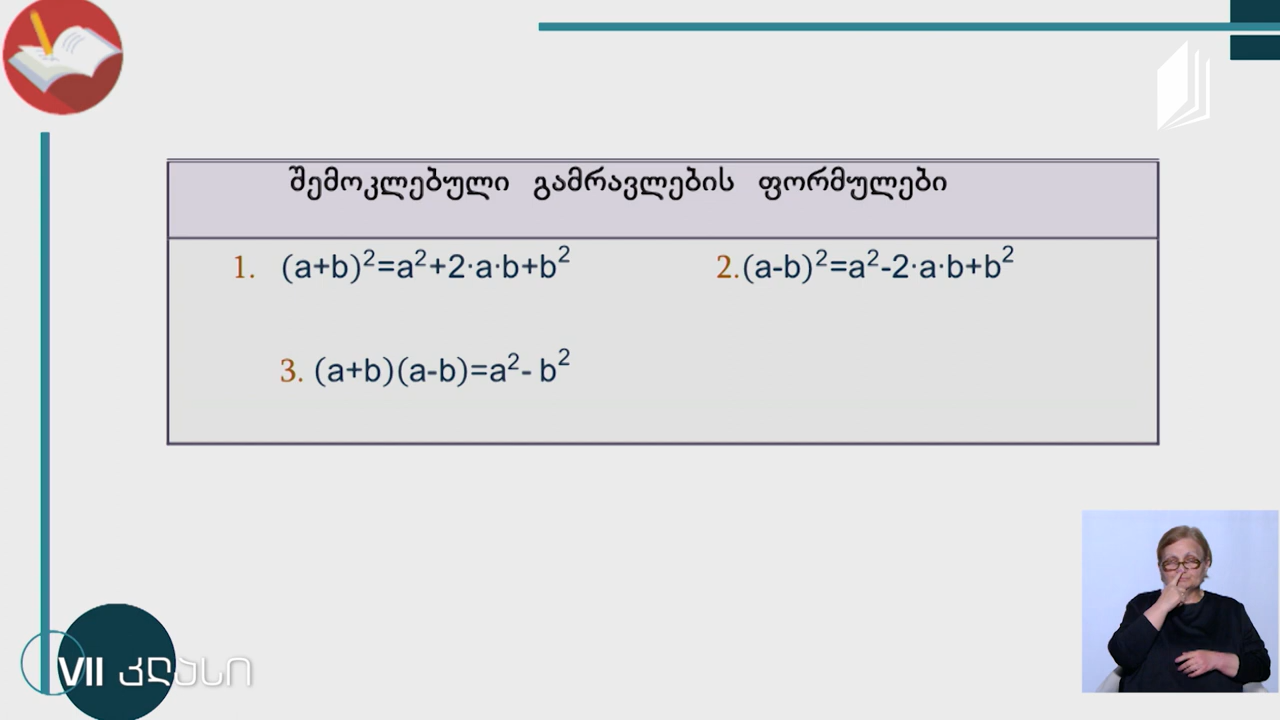 შემოკლებული გამრავლების ფორმულები
1. (a+b)²=a²+2·a·b+b² 2.(a-b)²=a²-2·a·b+b²
3. (a+b)(a-b)=a²- b²
VII კლასი